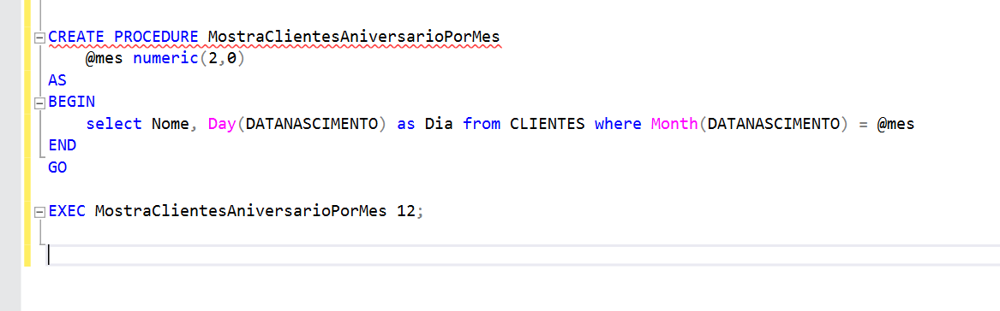 CREATE PROCEDURE MostraClientesAniversarioPorMes
@mes numeric(2,0)
AS
BEGIN
select Nome, Day(DATANASCIMENTO) as Dia from CLIENTES where Month(DATANASCIMENTO) = @mes
END
GO
EXEC MostraClientesAniversarioPorMes 12;